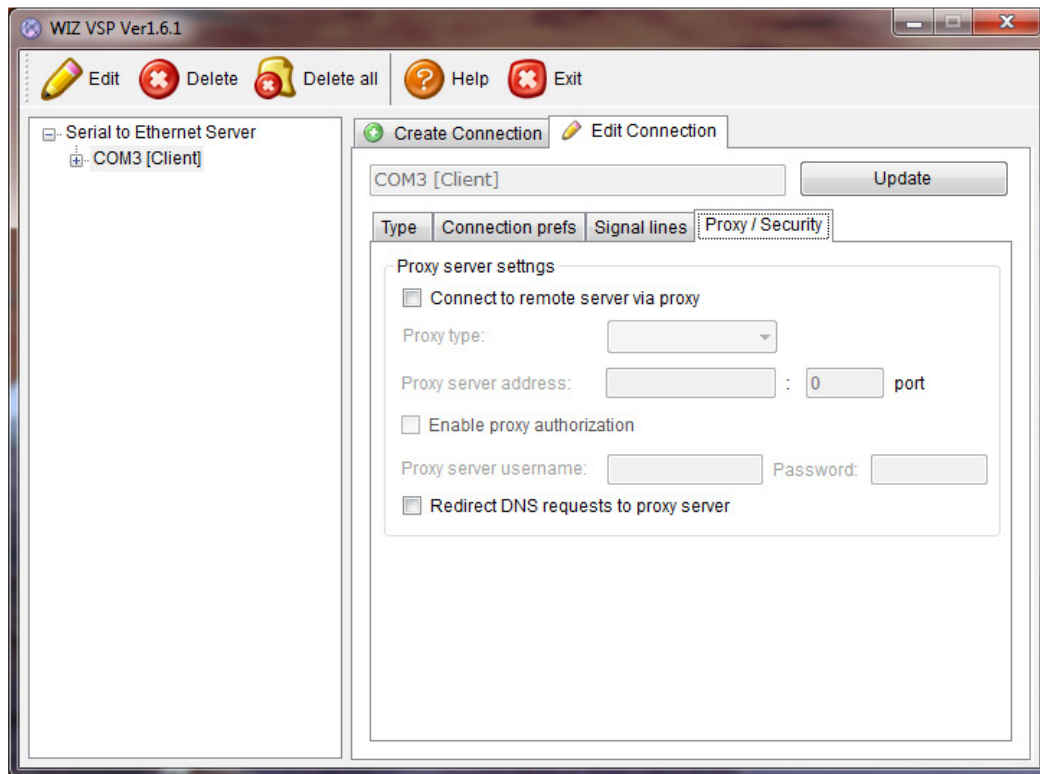 WIZ VSP Ver1.6.1
Edit Delete Delete all Help Exit
Serial to Ethernet Server
COM3 [Client]
Create Connection Edit Connection
COM3 [Client] Update
Type Connection prefs Signal lines Proxy / Security
Proxy server settngs
Connect to remote server via proxy
Proxy type:
Proxy server address: : 0 port
Enable proxy authorization
Proxy server username: Password:
Redirect DNS requests to proxy server